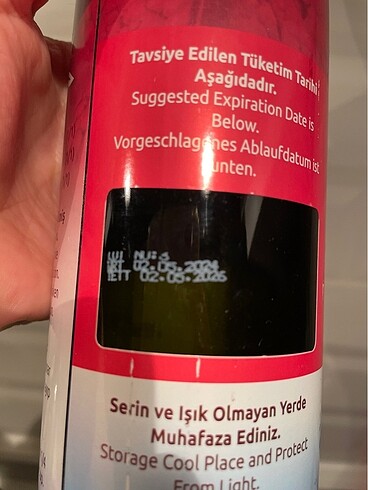 Tavsiye Edilen Tüketim Tarihi
Aşağıdadır.
Suggested Expiration Date is
Below.
Vorgeschlagenes Ablaufdatum ist
unten.
02.05.2024
TETT 02.05.2026
Serin ve Işık Olmayan Yerde
Muhafaza Ediniz.
Storage Cool Place and Protect
From Light.